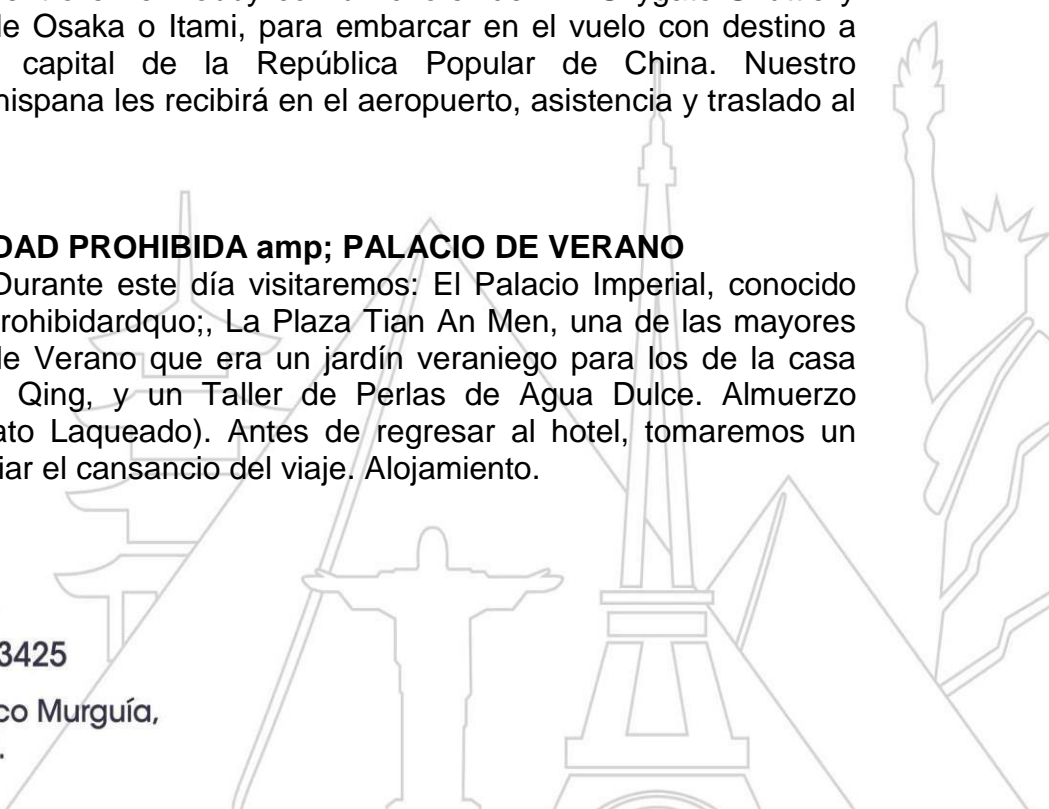 de Osaka o Itami, para embarcar en el vuelo con destino a
capital de la República Popular de China. Nuestro
hispana les recibirá en el aeropuerto, asistencia y traslado al
DAD PROHIBIDA amp; PALACIO DE VERANO
Durante este día visitaremos: El Palacio Imperial, conocido
rohibidardquo;, La Plaza Tian An Men, una de las mayores
de Verano que era un jardín veraniego para los de la casa
Qing, y un Taller de Perlas de Agua Dulce. Almuerzo
ato Laqueado). Antes de regresar al hotel, tomaremos un
iar el cansancio del viaje. Alojamiento.
3425
co Murguía,